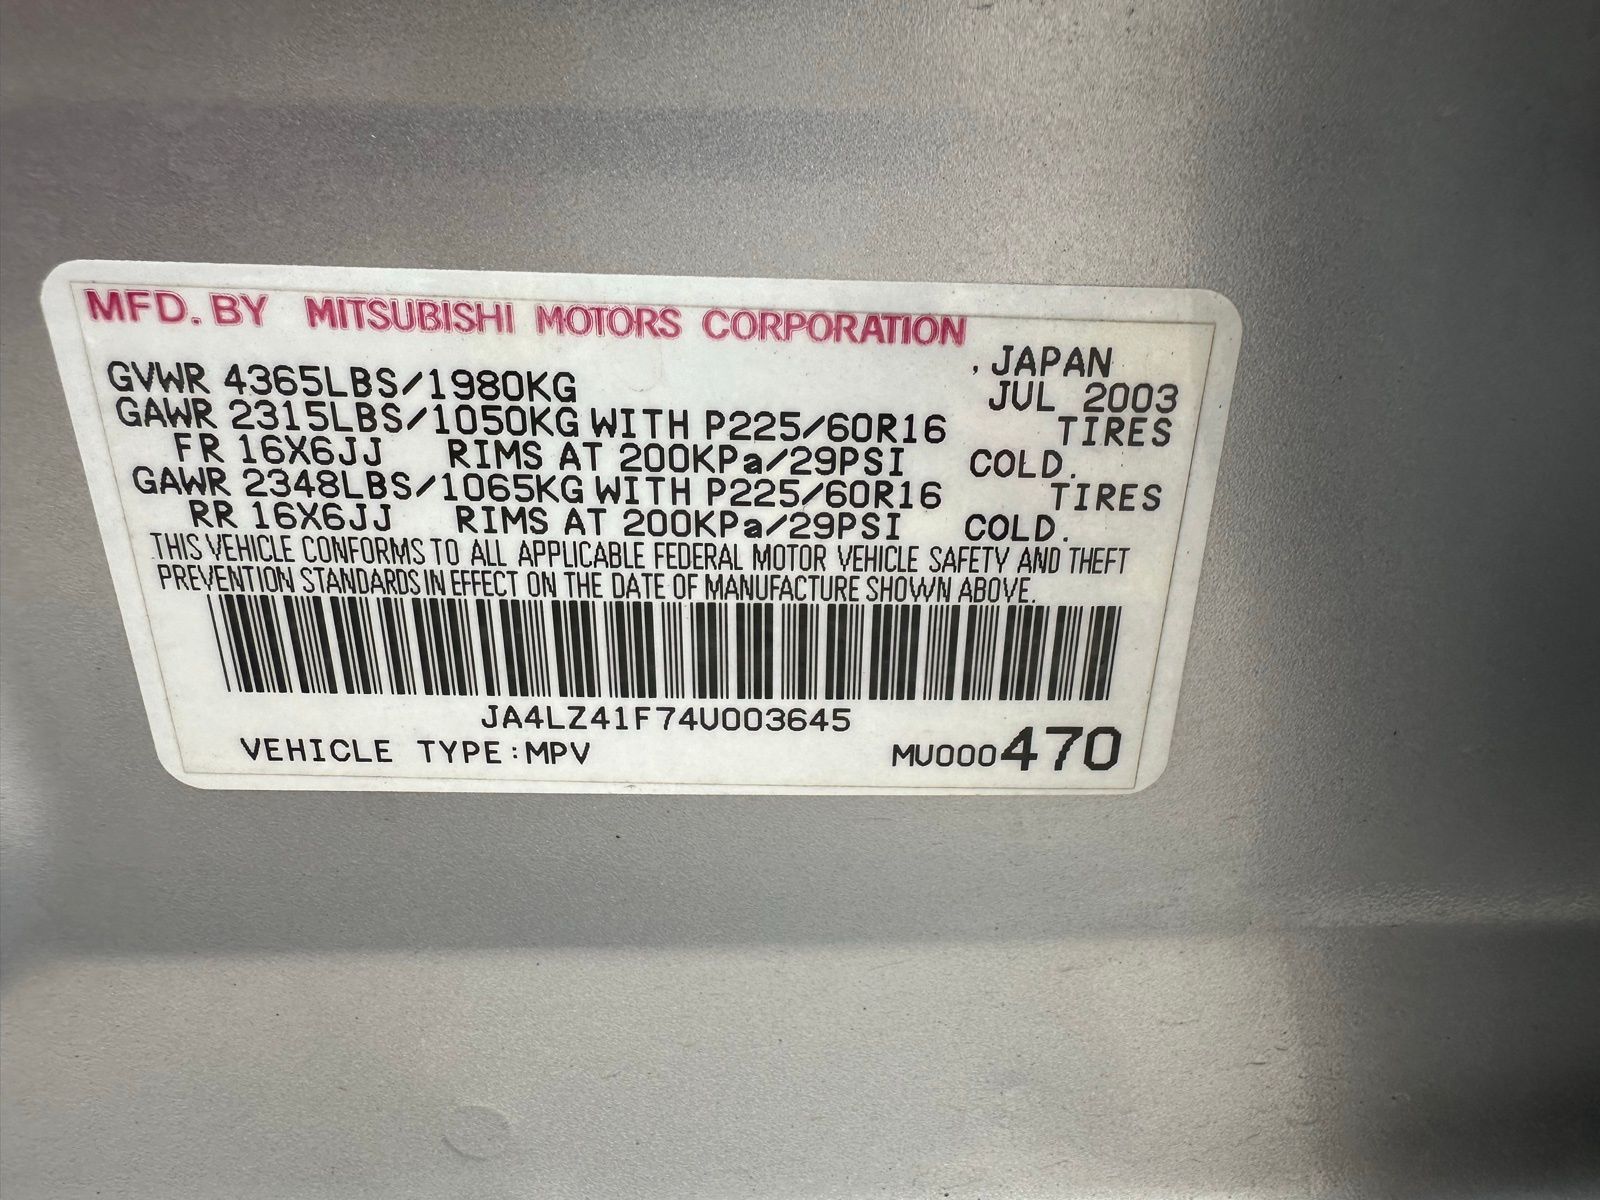 MFD. BY MITSUBISHI MOTORS CORPORATION, JAPAN
GVWR 4365LBS/1980KG JUL 2003
GAWR 2315LBS/1050KG WITH P225/60R16 TIRES
FR 16X6JJ RIMS AT 200KPa/29PSI COLD.
GAWR 2348LBS/1065KG WITH P225/60R16 TIRES
RR 16X6JJ RIMS AT 200KPa/29PSI COLD.
THIS VEHICLE CONFORMS TO ALL APPLICABLE FEDERAL MOTOR VEHICLE SAFETY AND THEFT
PREVENTION STANDARDS IN EFFECT ON THE DATE OF MANUFACTURE SHOWN ABOVE.
JA4LZ41F74U003645
VEHICLE TYPE:MPV MU000470